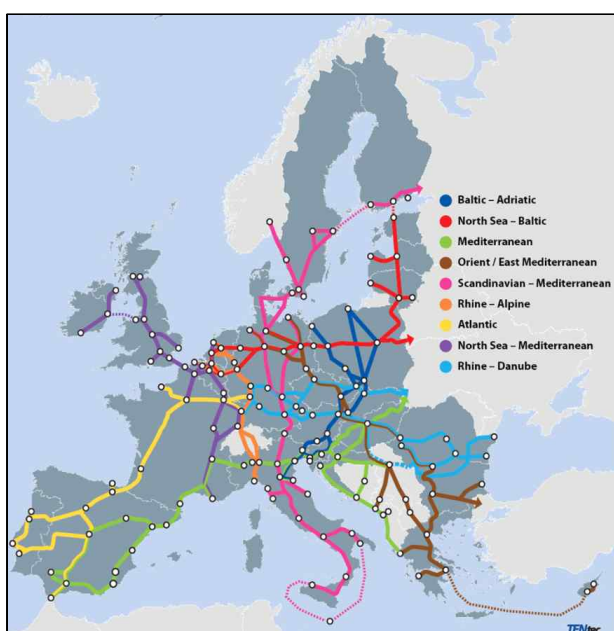 Baltic – Adriatic
North Sea – Baltic
Mediterranean
Orient / East Mediterranean
Scandinavian – Mediterranean
Rhine – Alpine
Atlantic
North Sea – Mediterranean
Rhine – Danube
TENtec